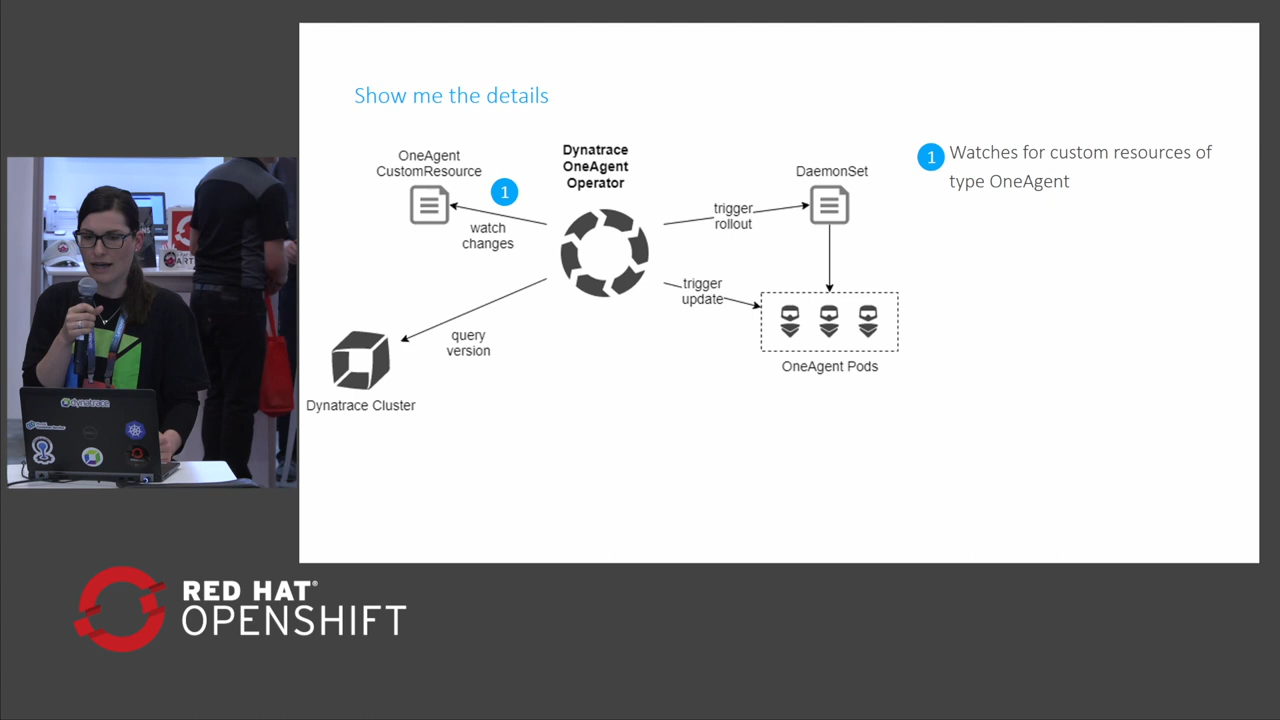 Show me the details
OneAgent
CustomResource
1
watch
changes
Dynatrace
OneAgent
Operator
trigger
rollout
DaemonSet
trigger
update
OneAgent Pods
query
version
Dynatrace Cluster
1 Watches for custom resources of
type OneAgent
dynatrace
RED HAT®
OPENSHIFT